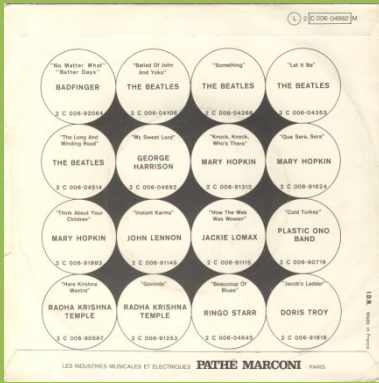 L 2 C 006-04982 M
"No Matter What"
"Better Days"
BADFINGER
2 C 006-92064
"Ballad Of John
And Yoko"
THE BEATLES
2 C 006-04108
"Something"
THE BEATLES
2 C 006-04266
"Let It Be"
THE BEATLES
2 C 006-04353
"The Long And
Winding Road"
THE BEATLES
2 C 006-04514
"My Sweet Lord"
GEORGE
HARRISON
2 C 006-04692
"Knock, Knock,
Who's There"
MARY HOPKIN
2 C 006-91312
"Que Sera, Sera"
MARY HOPKIN
2 C 006-91624
"Think About Your
Children"
MARY HOPKIN
2 C 006-91883
"Instant Karma"
JOHN LENNON
2 C 006-91149
"How The Web
Was Woven"
JACKIE LOMAX
2 C 006-91115
"Cold Turkey"
PLASTIC ONO
BAND
2 C 006-90718
"Hare Krishna
Mantra"
RADHA KRISHNA
TEMPLE
2 C 006-90587
"Govinda"
RADHA KRISHNA
TEMPLE
2 C 006-91253
"Beaucoup Of
Blues"
RINGO STARR
2 C 006-04645
"Jacob's Ladder"
DORIS TROY
2 C 006-91818
I.D.N. Made in France
LES INDUSTRIES MUSICALES ET ÉLECTRIQUES PATHÉ MARCONI - PARIS